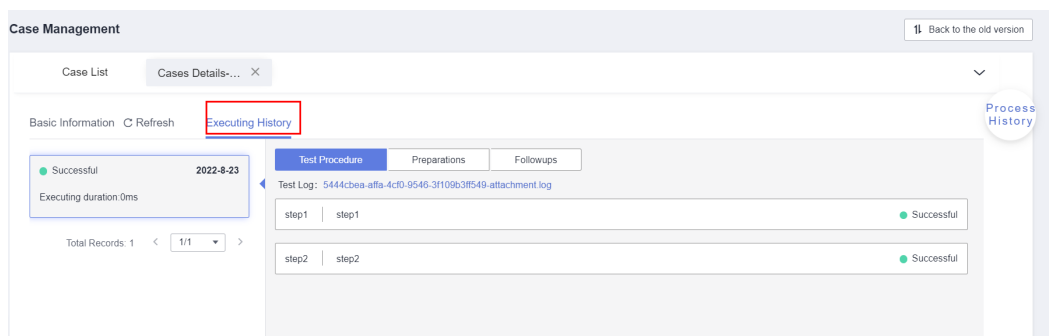 Case Management
Back to the old version
Case List
Cases Details-...
Process
History
Basic Information
Refresh
Executing History
Successful
2022-8-23
Executing duration:0ms
Total Records: 1
1/1
Test Procedure
Preparations
Followups
Test Log: 5444cbea-affa-4cf0-9546-3f109b3ff549-attachment.log
step1
step1
Successful
step2
step2
Successful